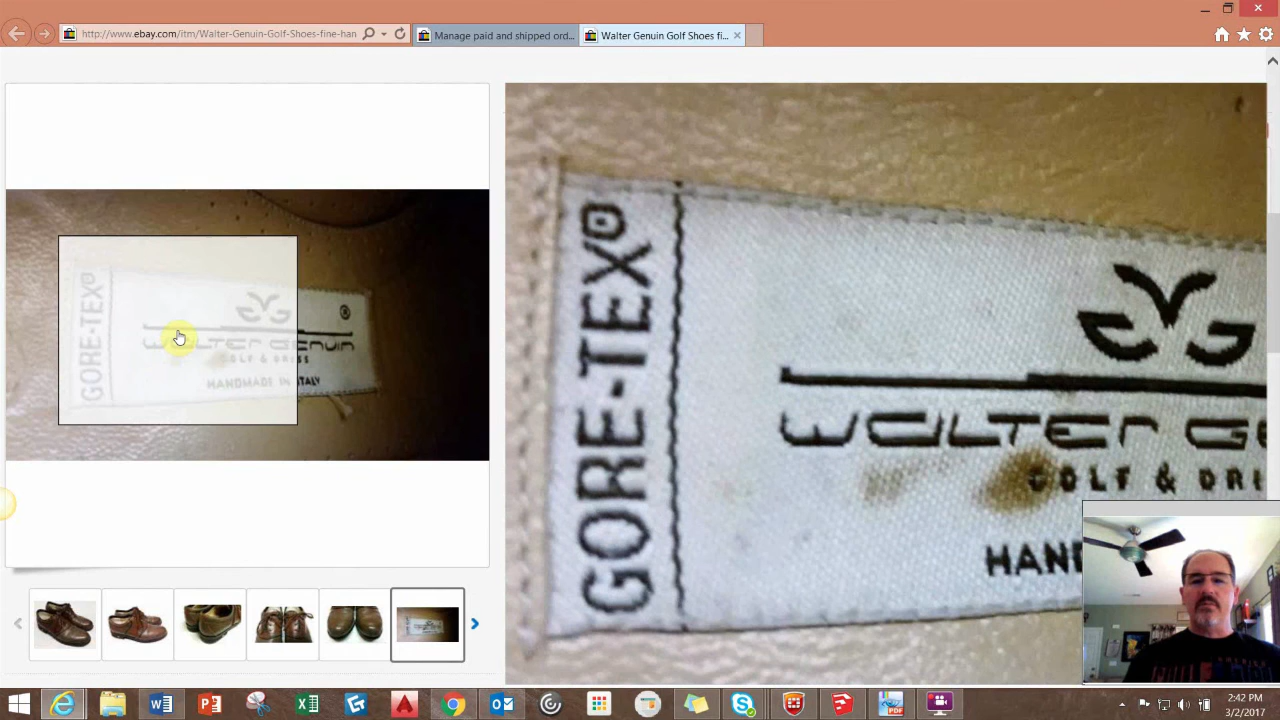 http://www.ebay.com/itm/Walter-Genuin-Golf-Shoes-fine-han
Manage paid and shipped ord...
Walter Genuin Golf Shoes fi...
GORE-TEX®
WALTER GENUIN
GOLF & DRESS
HANDMADE IN ITALY
GORE-TEX®
WALTER GE
GOLF & DRE
HAND
2:42 PM
3/2/2017